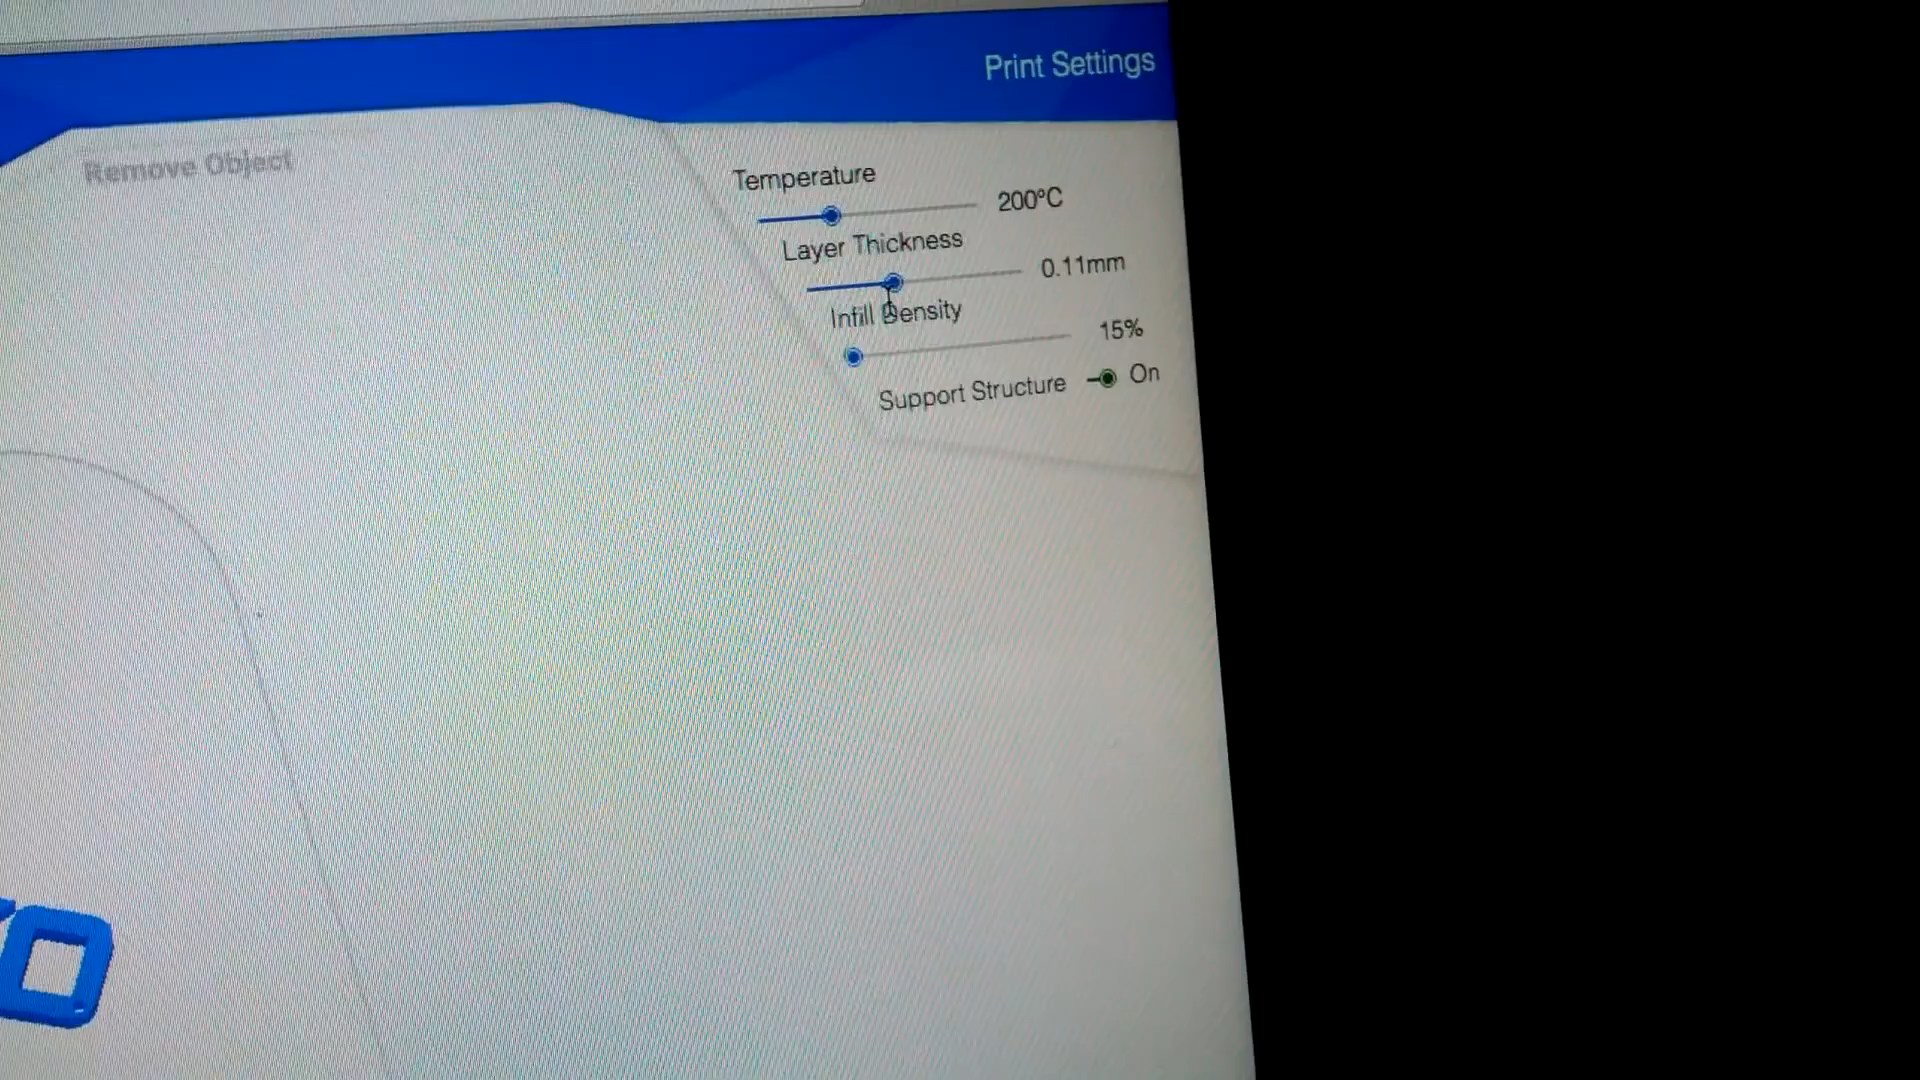 Print Settings
Remove Object
Temperature
200°C
Layer Thickness
0.11mm
Infill Density
15%
Support Structure On
O